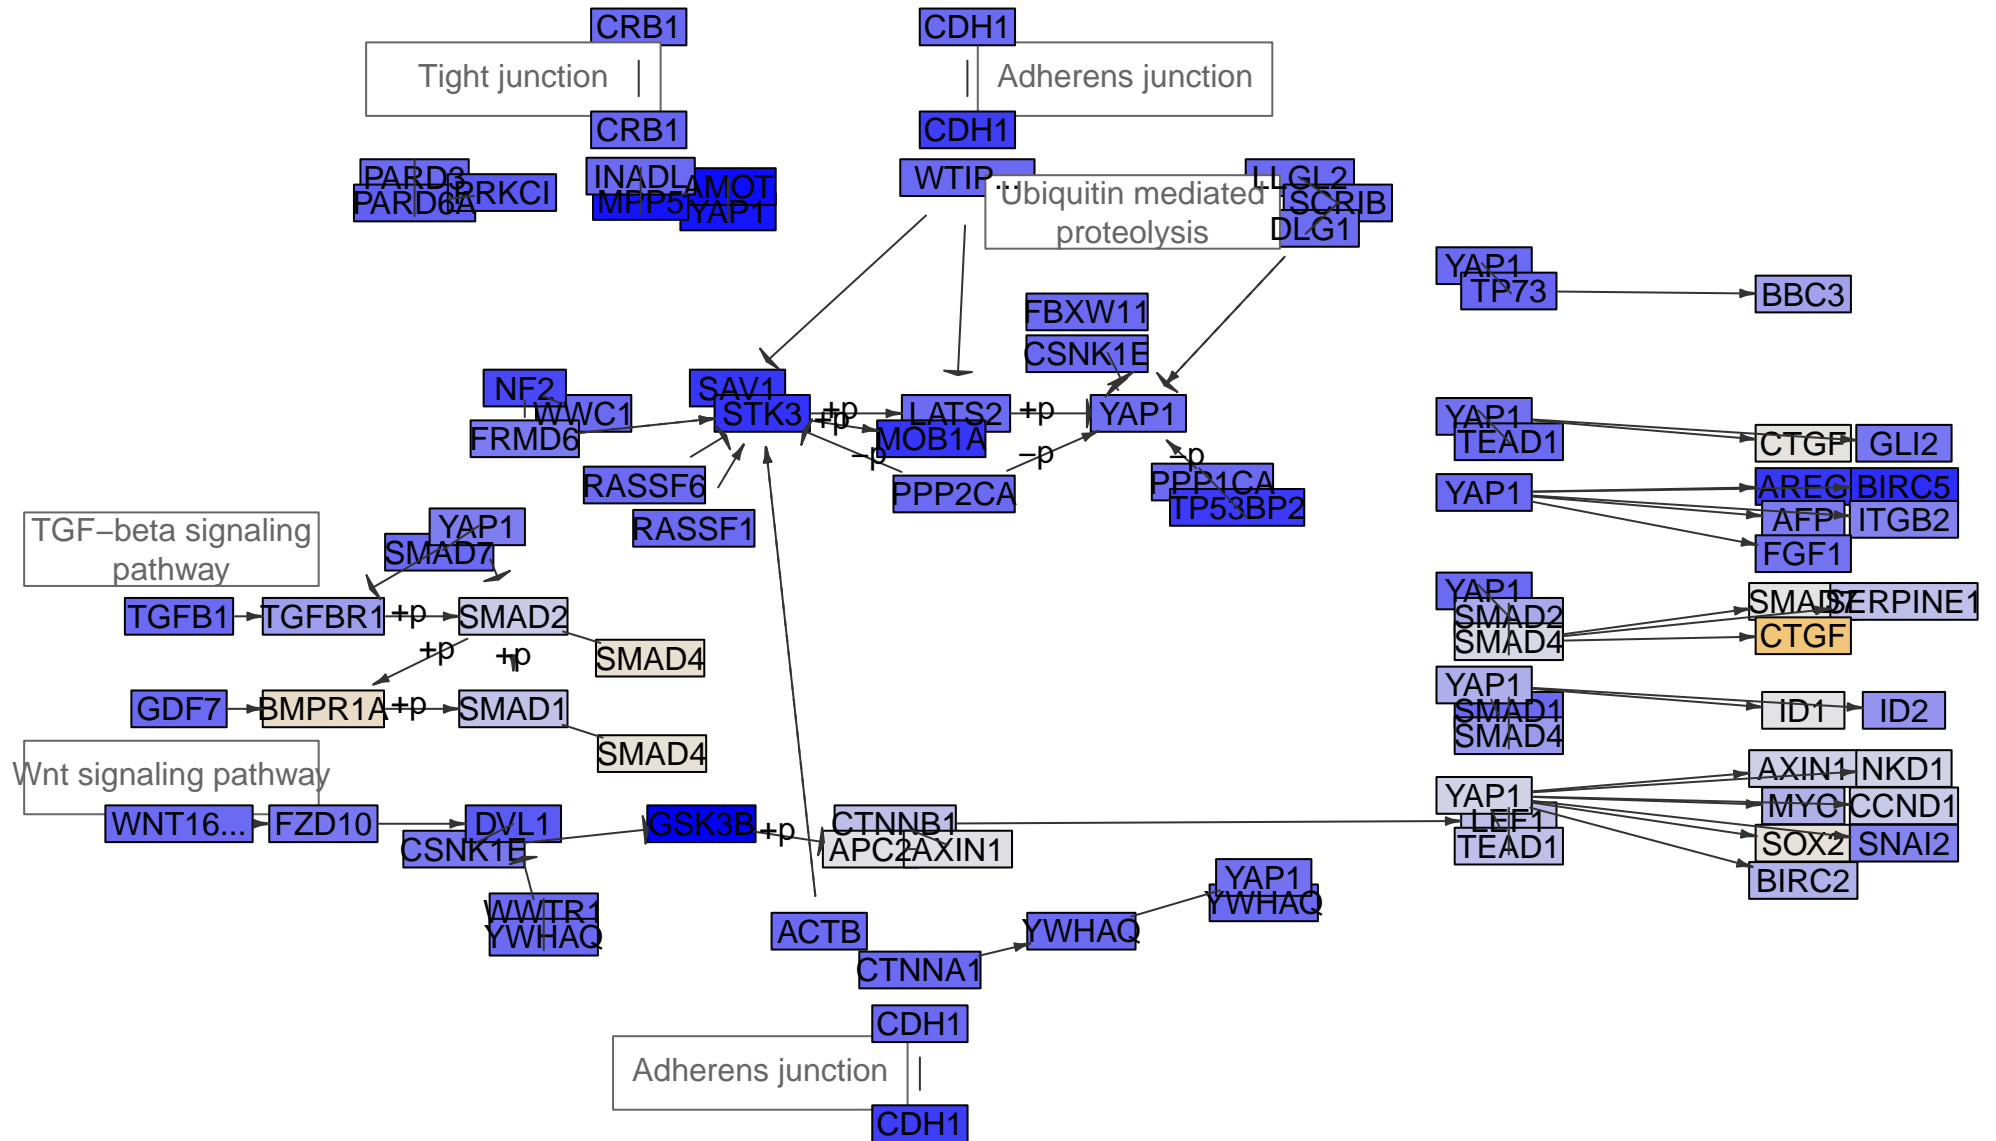 CRB1
CDH1
Tight junction
Adherens junction
CRB1
CDH1
PARD3
PRKCI
PARD6A
INADL
AMOT
MPP5
YAP1
WTIP...
LLGL2
SCRIB
DLG1
Ubiquitin mediated
proteolysis
YAP1
TP73
BBC3
FBXW11
CSNK1E
NF2
WWC1
FRMD6
SAV1
STK3
+p
+p
LATS2
MOB1A
+p
YAP1
YAP1
TEAD1
CTGF
GLI2
RASSF6
RASSF1
−p
PPP2CA
−p
−p
PPP1CA
TP53BP2
YAP1
AREG
BIRC5
AFP
ITGB2
FGF1
TGF−beta signaling
pathway
YAP1
SMAD7
TGFB1
TGFBR1
+p
SMAD2
+p
+p
SMAD4
YAP1
SMAD2
SMAD4
SMAD7
SERPINE1
CTGF
GDF7
BMPR1A
+p
SMAD1
SMAD4
YAP1
SMAD1
SMAD4
ID1
ID2
Wnt signaling pathway
WNT16...
FZD10
DVL1
CSNK1E
GSK3B
+p
CTNNB1
APC2
AXIN1
YAP1
LEF1
TEAD1
AXIN1
NKD1
MYC
CCND1
SOX2
SNAI2
BIRC2
WWTR1
YWHAQ
ACTB
CTNNA1
YWHAQ
YAP1
YWHAQ
CDH1
Adherens junction
CDH1